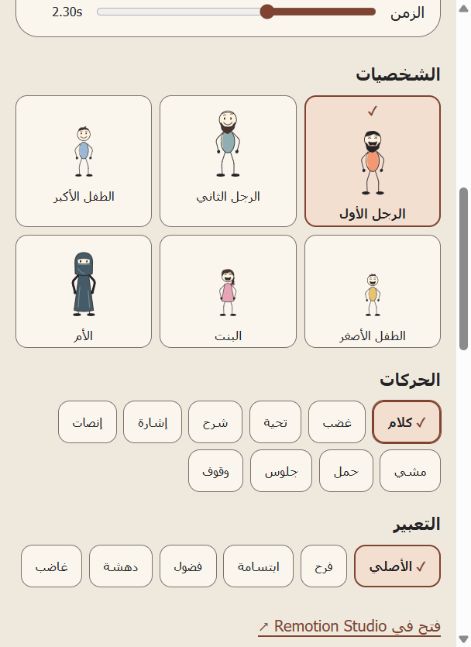 الزمن 2.30s
الشخصيات
✓
الرجل الأول
الرجل الثاني
الطفل الأكبر
الطفل الأصغر
البنت
الأم
الحركات
✓ كلام غضب تحية شرح إشارة إنصات
مشي حمل جلوس وقوف
التعبير
✓ الأصلي فرح ابتسامة فضول دهشة غاضب
فتح في Remotion Studio ↗